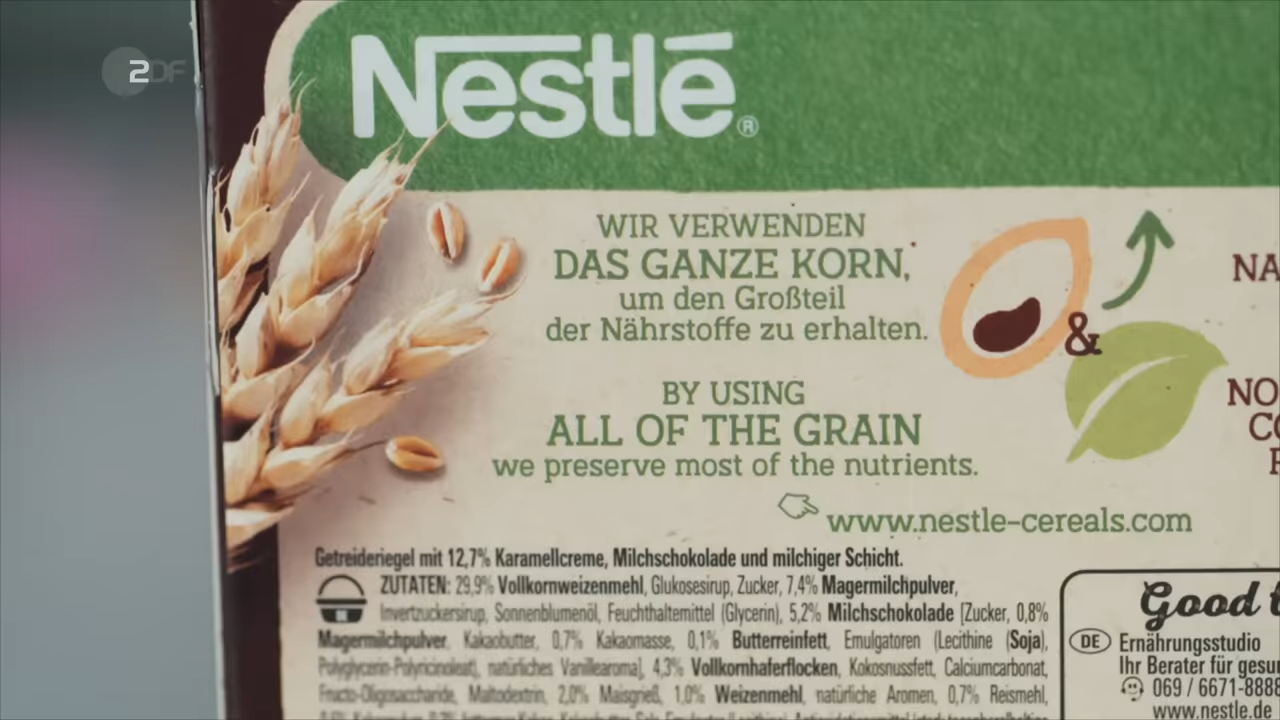 2DF
Nestlé®
WIR VERWENDEN
DAS GANZE KORN,
um den Großteil
der Nährstoffe zu erhalten.
&
NA
BY USING
ALL OF THE GRAIN
we preserve most of the nutrients.
NO
www.nestle-cereals.com
Getreideriegel mit 12,7% Karamellcreme, Milchschokolade und milchiger Schicht.
ZUTATEN: 29,9% Vollkornweizenmehl, Glukosesirup, Zucker, 7,4% Magermilchpulver,
Invertzuckersirup, Sonnenblumenöl, Feuchthaltemittel (Glycerin), 5,2% Milchschokolade [Zucker, 0,8%
Magermilchpulver, Kakaobutter, 0,7% Kakaomasse, 0,1% Butterreinfett, Emulgatoren (Lecithine (Soja),
Polyglycerin-Polyricinoleat), natürliches Vanillearoma], 4,3% Vollkornhaferflocken, Kokosnussfett, Calciumcarbonat,
Fructo-Oligosaccharide, Maltodextrin, 2,0% Maisgrieß, 1,0% Weizenmehl, natürliche Aromen, 0,7% Reismehl,
Good t
DE Ernährungsstudio
Ihr Berater für gesun
069 / 6671-8888
www.nestle.de